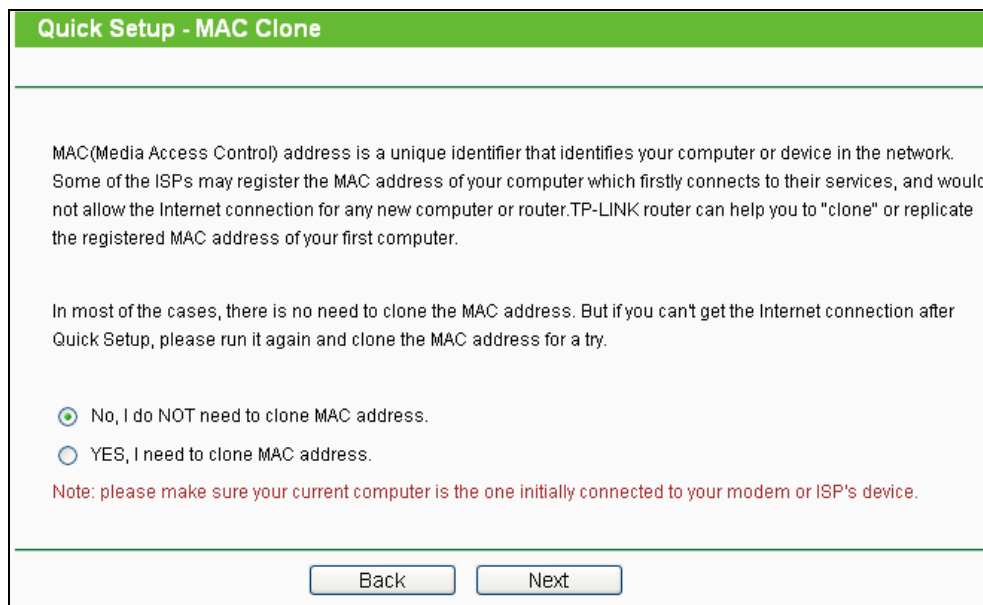 Quick Setup - MAC Clone
MAC(Media Access Control) address is a unique identifier that identifies your computer or device in the network.
Some of the ISPs may register the MAC address of your computer which firstly connects to their services, and would
not allow the Internet connection for any new computer or router.TP-LINK router can help you to "clone" or replicate
the registered MAC address of your first computer.
In most of the cases, there is no need to clone the MAC address. But if you can't get the Internet connection after
Quick Setup, please run it again and clone the MAC address for a try.
No, I do NOT need to clone MAC address.
YES, I need to clone MAC address.
Note: please make sure your current computer is the one initially connected to your modem or ISP's device.
Back Next